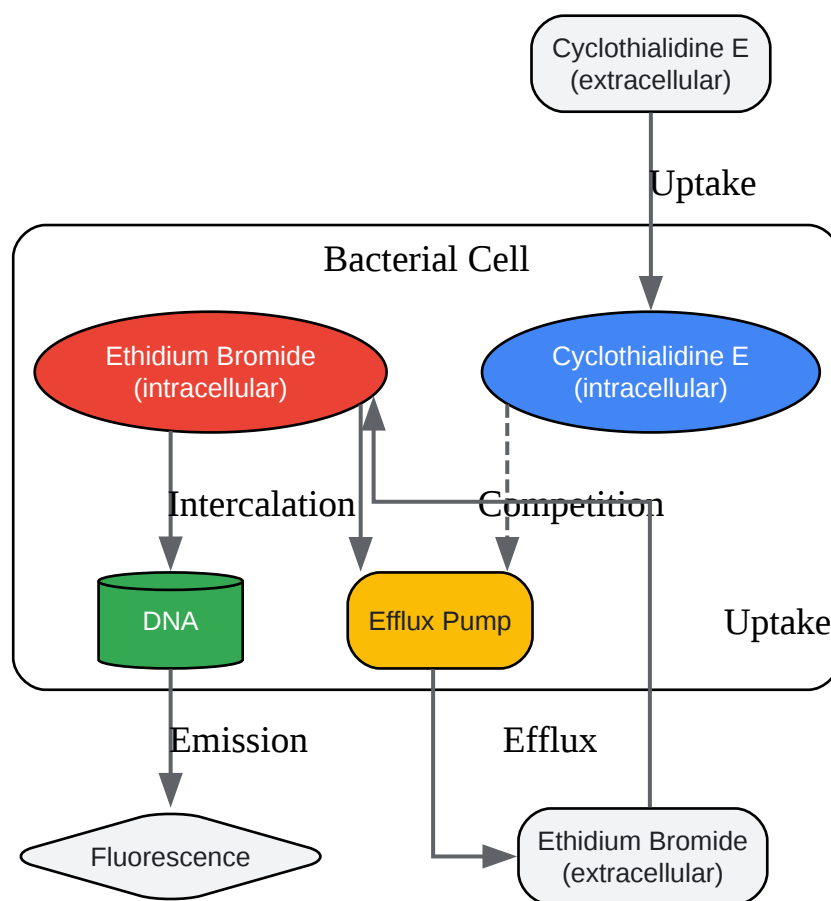 Cyclothialidine E
(extracellular)
Uptake
Bacterial Cell
Ethidium Bromide
(intracellular)
Cyclothialidine E
(intracellular)
Intercalation
Competition
DNA
Efflux Pump
Uptake
Emission
Efflux
Fluorescence
Ethidium Bromide
(extracellular)